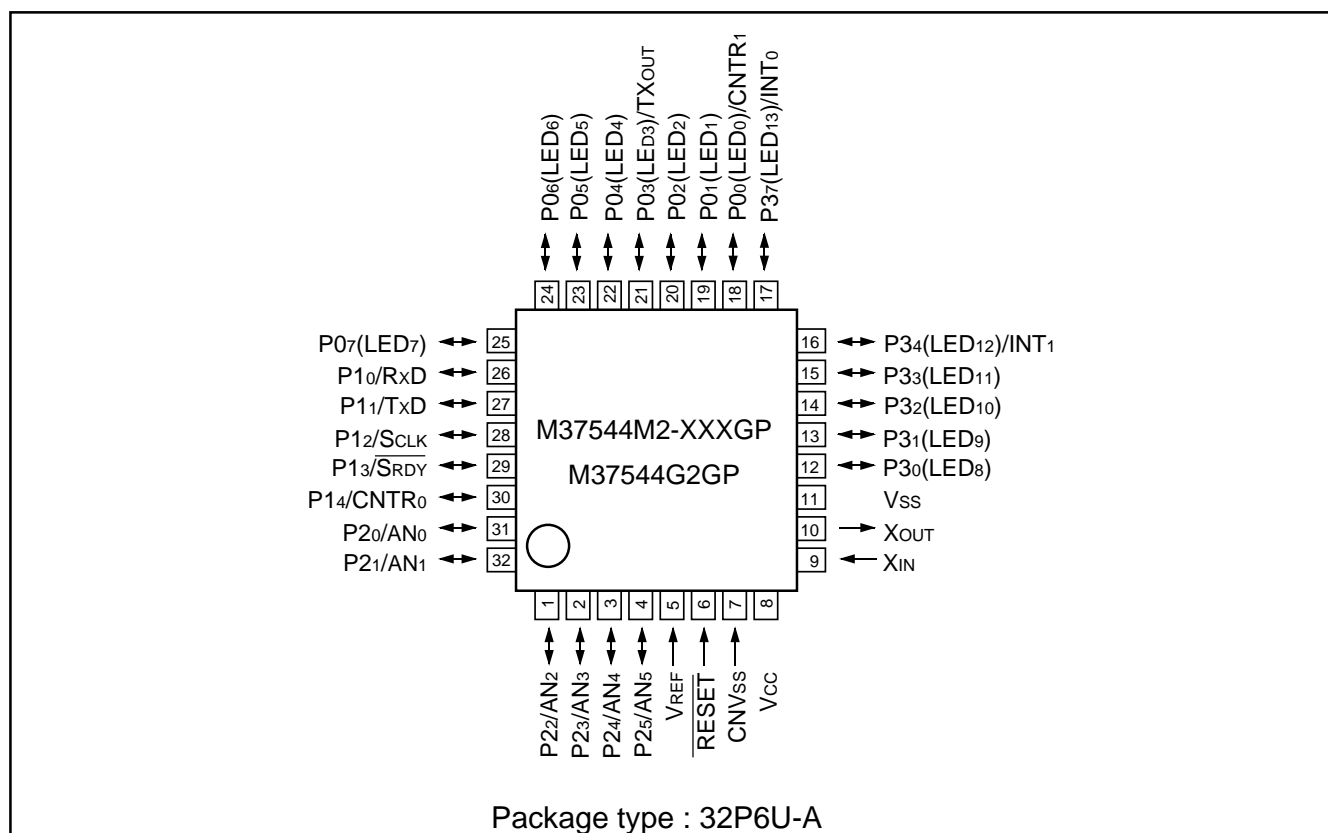 P06(LED6)
P05(LED5)
P04(LED4)
P03(LED3)/TXOUT
P02(LED2)
P01(LED1)
P00(LED0)/CNTR1
P37(LED13)/INT0
24
23
22
21
20
19
18
17
P07(LED7) 25
P10/RXD 26
P11/TXD 27
P12/SCLK 28
P13/SRDY 29
P14/CNTR0 30
P20/AN0 31
P21/AN1 32
M37544M2-XXXGP
M37544G2GP
16 P34(LED12)/INT1
15 P33(LED11)
14 P32(LED10)
13 P31(LED9)
12 P30(LED8)
11 VSS
10 XOUT
9 XIN
1
2
3
4
5
6
7
8
P22/AN2
P23/AN3
P24/AN4
P25/AN5
VREF
RESET
CNVSS
VCC
Package type : 32P6U-A